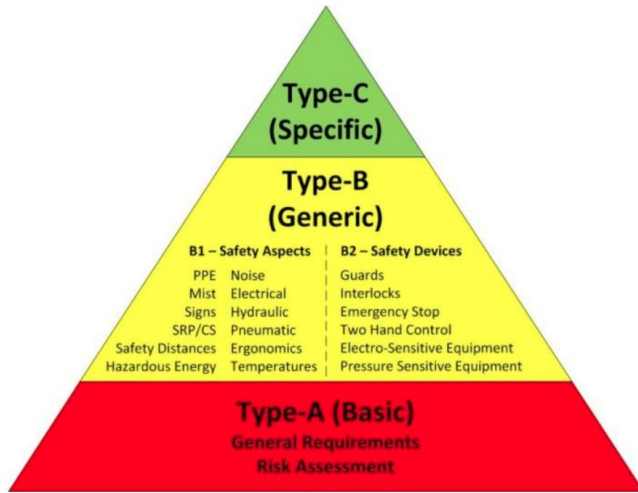 Type-C
(Specific)
Type-B
(Generic)
B1 – Safety Aspects
PPE Noise
Mist Electrical
Signs Hydraulic
SRP/CS Pneumatic
Safety Distances Ergonomics
Hazardous Energy Temperatures
B2 – Safety Devices
Guards
Interlocks
Emergency Stop
Two Hand Control
Electro-Sensitive Equipment
Pressure Sensitive Equipment
Type-A (Basic)
General Requirements
Risk Assessment